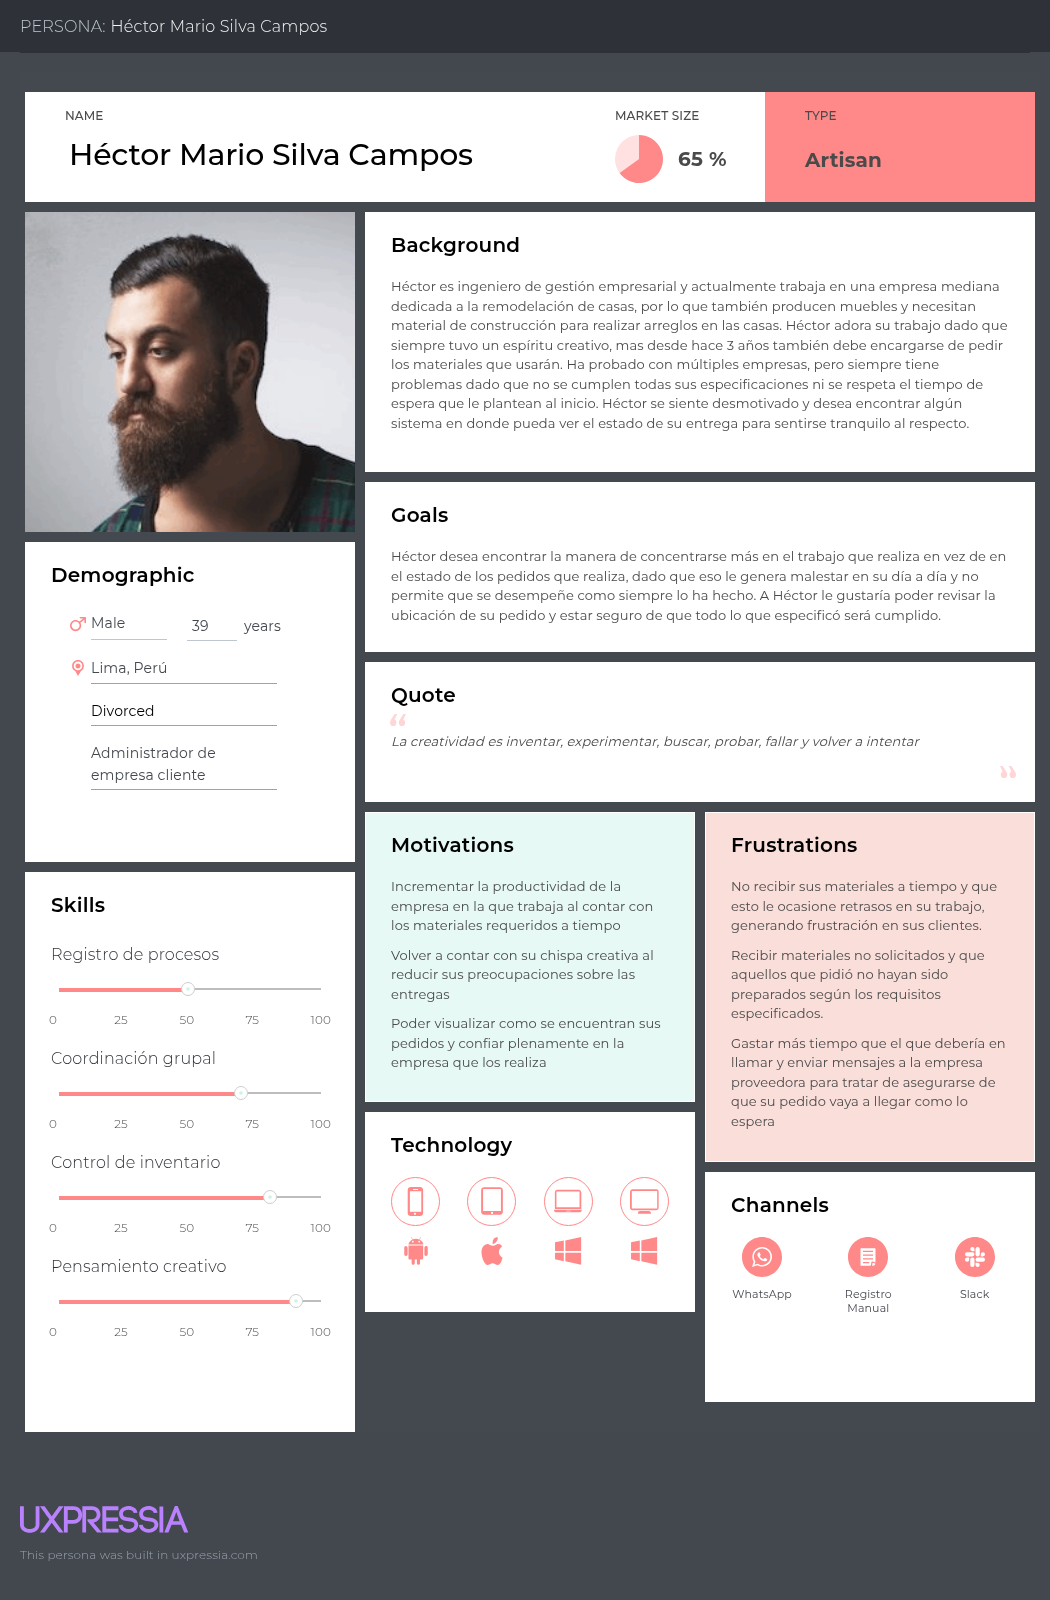 PERSONA: Héctor Mario Silva Campos
NAME
Héctor Mario Silva Campos
MARKET SIZE
65 %
TYPE
Artisan
Background
Héctor es ingeniero de gestión empresarial y actualmente trabaja en una empresa mediana
dedicada a la remodelación de casas, por lo que también producen muebles y necesitan
material de construcción para realizar arreglos en las casas. Héctor adora su trabajo dado que
siempre tuvo un espíritu creativo, mas desde hace 3 años también debe encargarse de pedir
los materiales que usarán. Ha probado con múltiples empresas, pero siempre tiene
problemas dado que no se cumplen todas sus especificaciones ni se respeta el tiempo de
espera que le plantean al inicio. Héctor se siente desmotivado y desea encontrar algún
sistema en donde pueda ver el estado de su entrega para sentirse tranquilo al respecto.
Goals
Héctor desea encontrar la manera de concentrarse más en el trabajo que realiza en vez de en
el estado de los pedidos que realiza, dado que eso le genera malestar en su día a día y no
permite que se desempeñe como siempre lo ha hecho. A Héctor le gustaría poder revisar la
ubicación de su pedido y estar seguro de que todo lo que especificó será cumplido.
Demographic
Male
39 years
Lima, Perú
Divorced
Administrador de
empresa cliente
Quote
“
La creatividad es inventar, experimentar, buscar, probar, fallar y volver a intentar
”
Skills
Registro de procesos
0 25 50 75 100
Coordinación grupal
0 25 50 75 100
Control de inventario
0 25 50 75 100
Pensamiento creativo
0 25 50 75 100
Motivations
Incrementar la productividad de la
empresa en la que trabaja al contar con
los materiales requeridos a tiempo
Volver a contar con su chispa creativa al
reducir sus preocupaciones sobre las
entregas
Poder visualizar como se encuentran sus
pedidos y confiar plenamente en la
empresa que los realiza
Frustrations
No recibir sus materiales a tiempo y que
esto le ocasione retrasos en su trabajo,
generando frustración en sus clientes.
Recibir materiales no solicitados y que
aquellos que pidió no hayan sido
preparados según los requisitos
especificados.
Gastar más tiempo que el que debería en
llamar y enviar mensajes a la empresa
proveedora para tratar de asegurarse de
que su pedido vaya a llegar como lo
espera
Technology
Channels
WhatsApp
Registro
Manual
Slack
UXPRESSIA
This persona was built in uxpressia.com